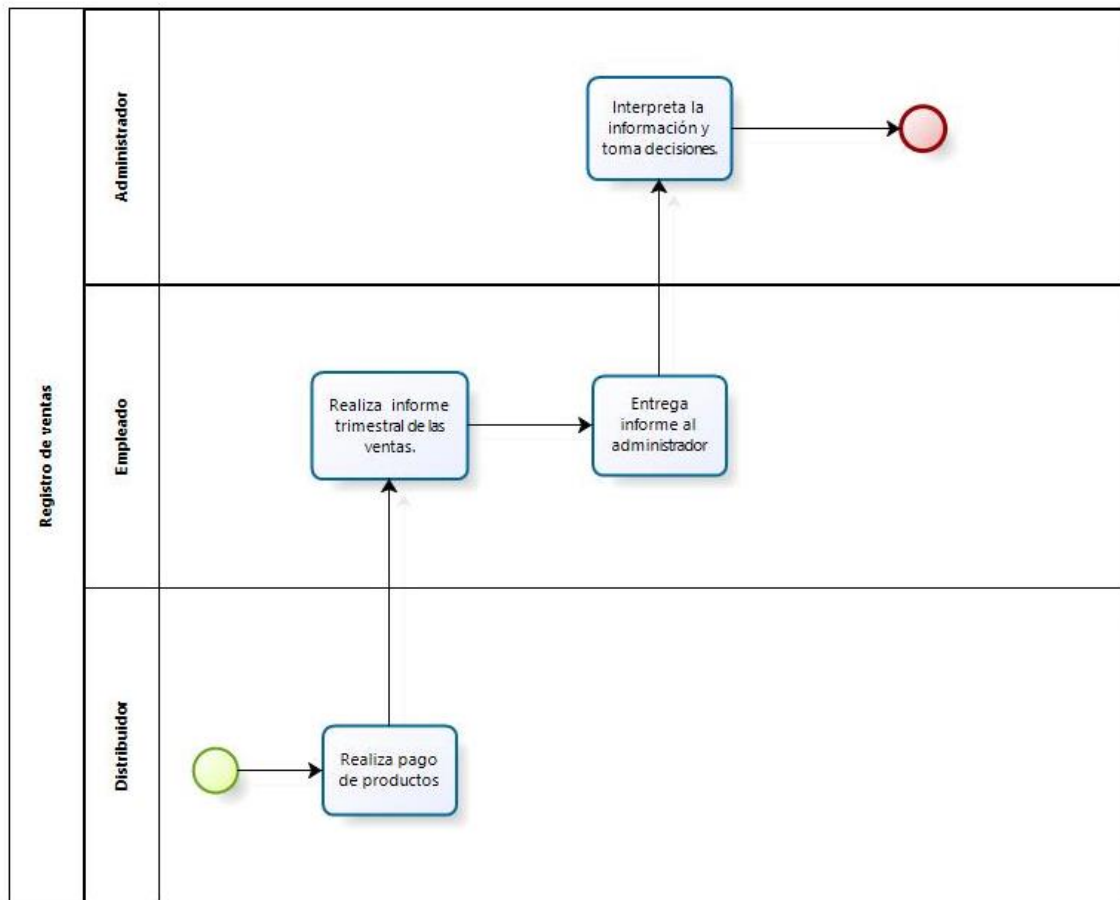 Registro de ventas
Administrador
Interpreta la
información y
toma decisiones.
Empleado
Realiza informe
trimestral de las
ventas.
Entrega
informe al
administrador
Distribuidor
Realiza pago
de productos